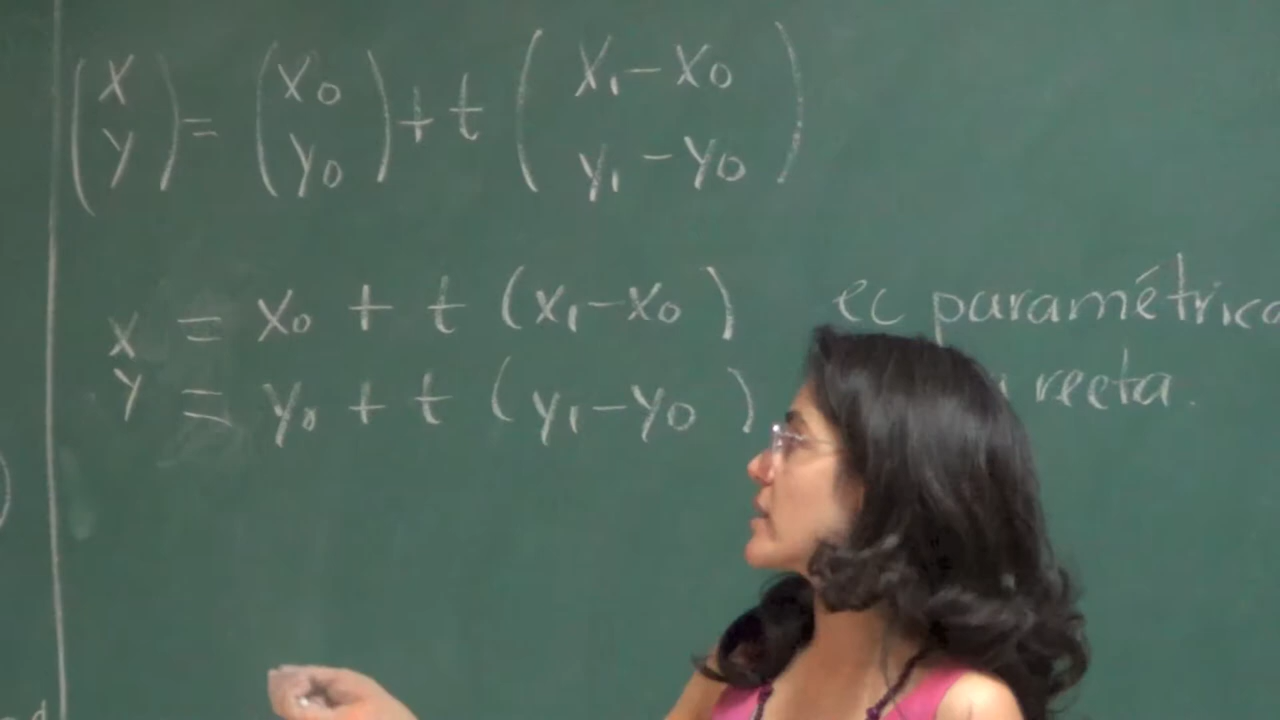 (x y) = (x₀ y₀) + t (x₁ - x₀ y₁ - y₀)
x = x₀ + t (x₁ - x₀) ec paramétrica
y = y₀ + t (y₁ - y₀) recta.